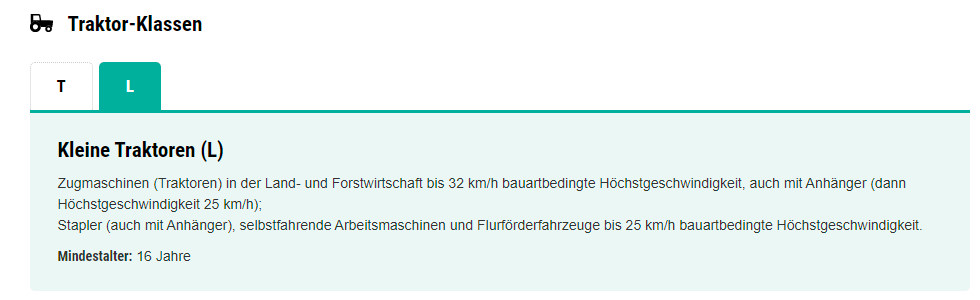 Traktor-Klassen
T
L
Kleine Traktoren (L)
Zugmaschinen (Traktoren) in der Land- und Forstwirtschaft bis 32 km/h bauartbedingte Höchstgeschwindigkeit, auch mit Anhänger (dann
Höchstgeschwindigkeit 25 km/h);
Stapler (auch mit Anhänger), selbstfahrende Arbeitsmaschinen und Flurförderfahrzeuge bis 25 km/h bauartbedingte Höchstgeschwindigkeit.
Mindestalter: 16 Jahre